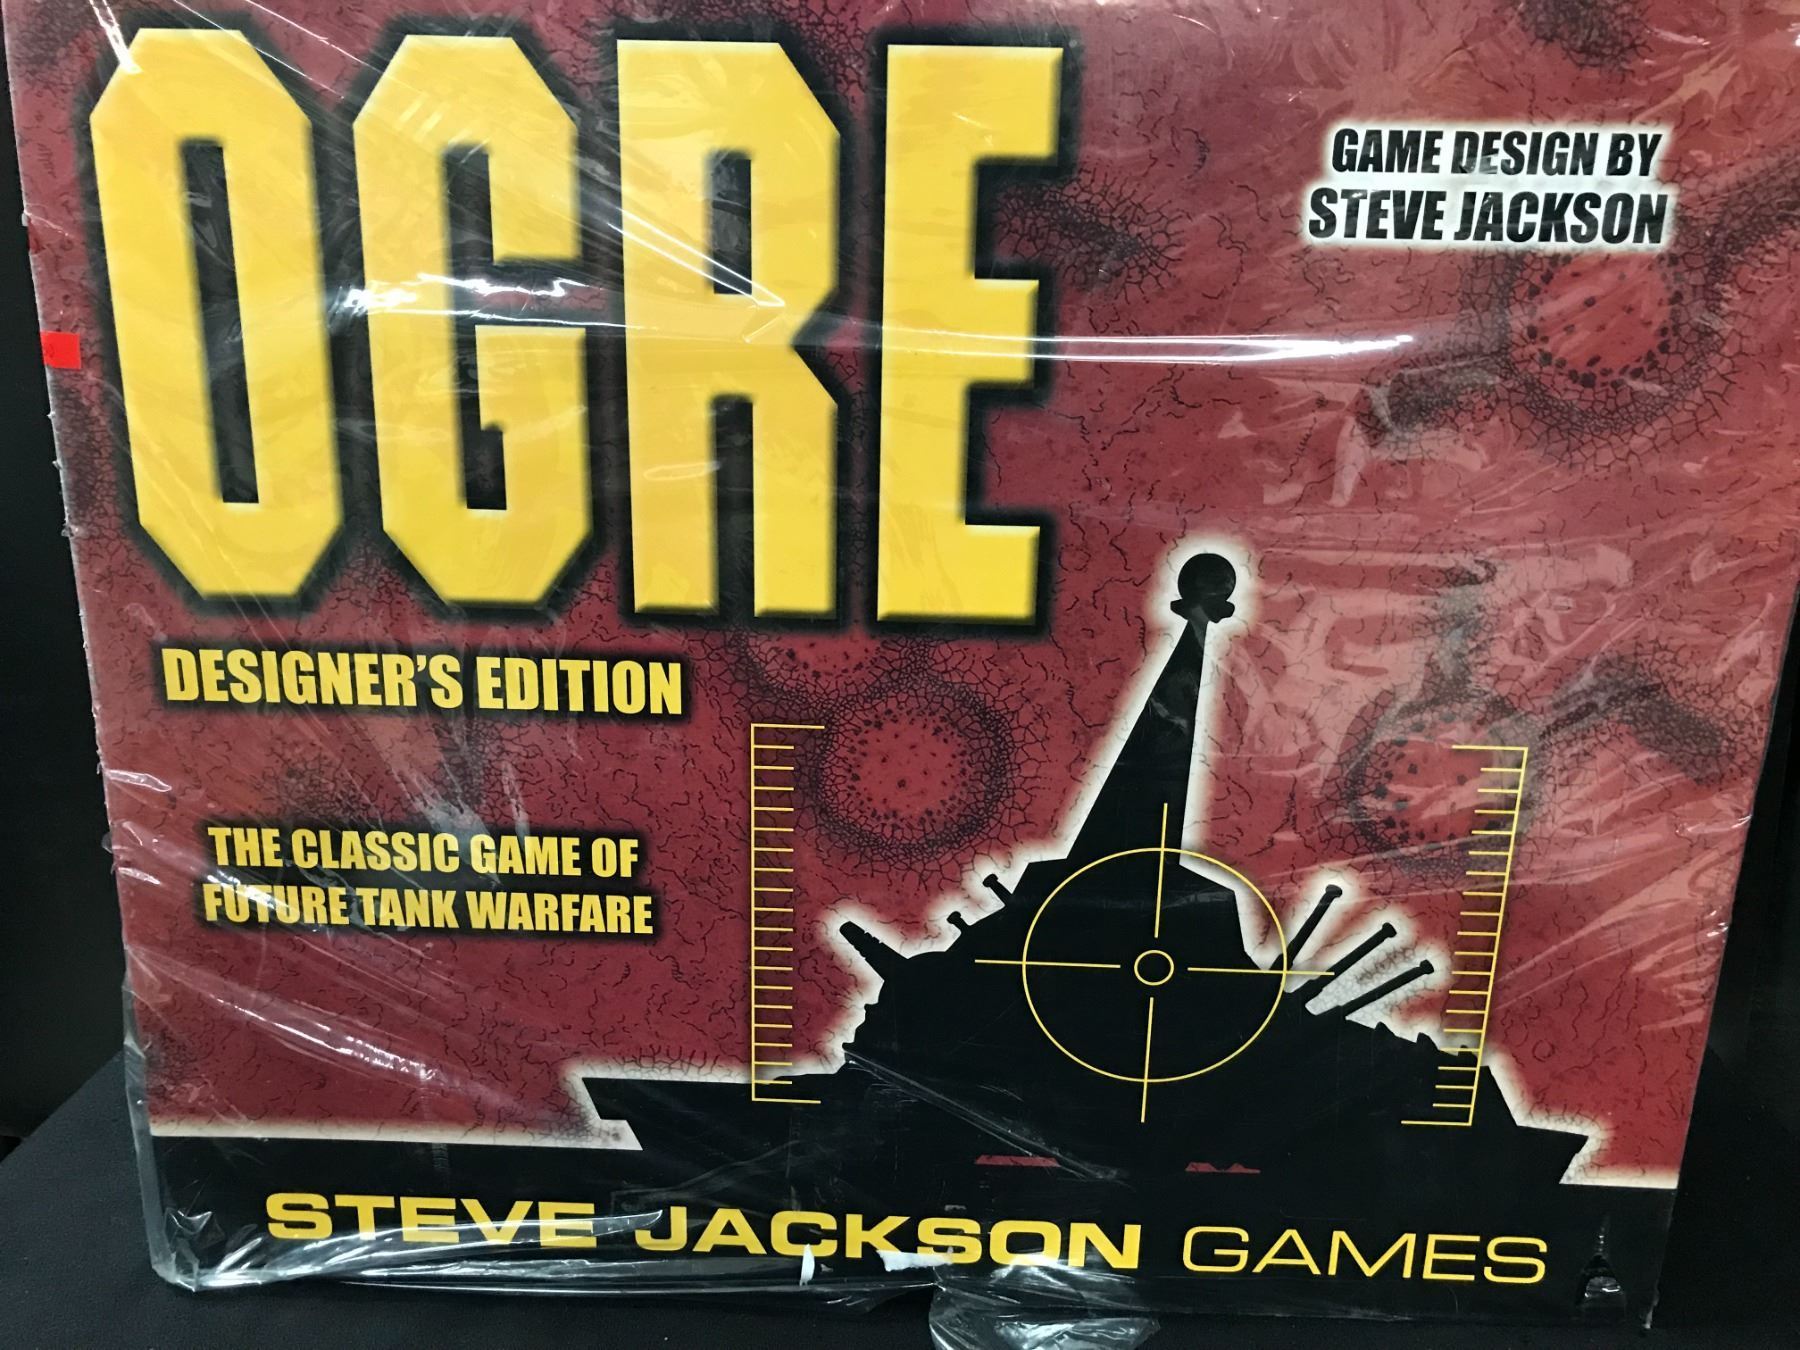 OGRE
GAME DESIGN BY
STEVE JACKSON
DESIGNER'S EDITION
THE CLASSIC GAME OF
FUTURE TANK WARFARE
STEVE JACKSON GAMES